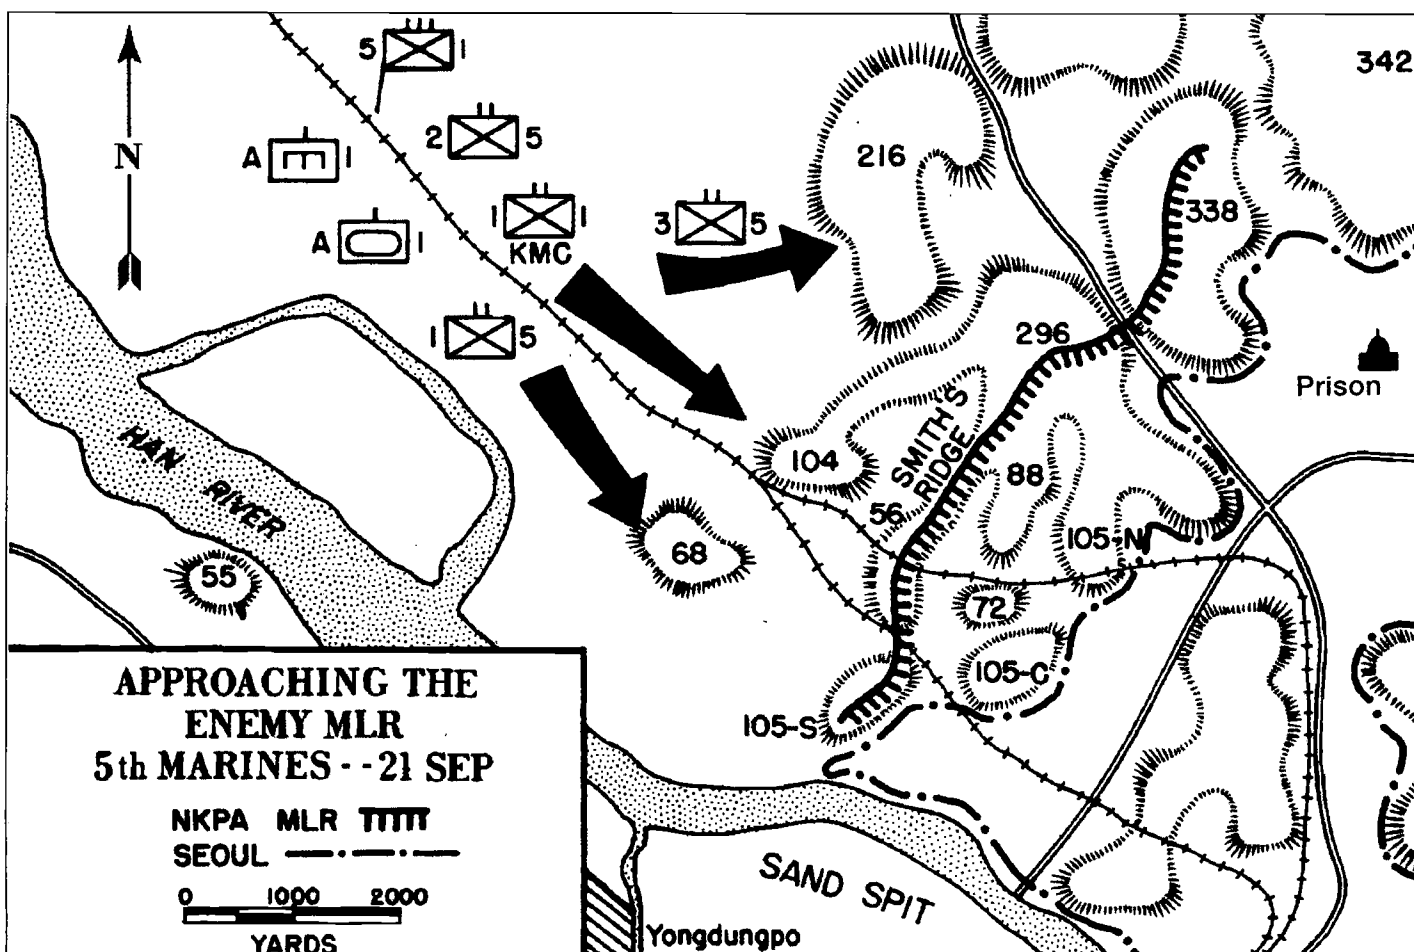 342
5 1
2 5
N
A 1
216
1 1
KMC
3 5
338
A 1
1 5
296
Prison
SMITH'S
RIDGE
104
88
56
HAN
RIVER
105-N
68
55
72
105-C
105-S
APPROACHING THE
ENEMY MLR
5th MARINES - - 21 SEP
NKPA MLR
SEOUL
0 1000 2000
YARDS
SAND SPIT
Yongdungpo